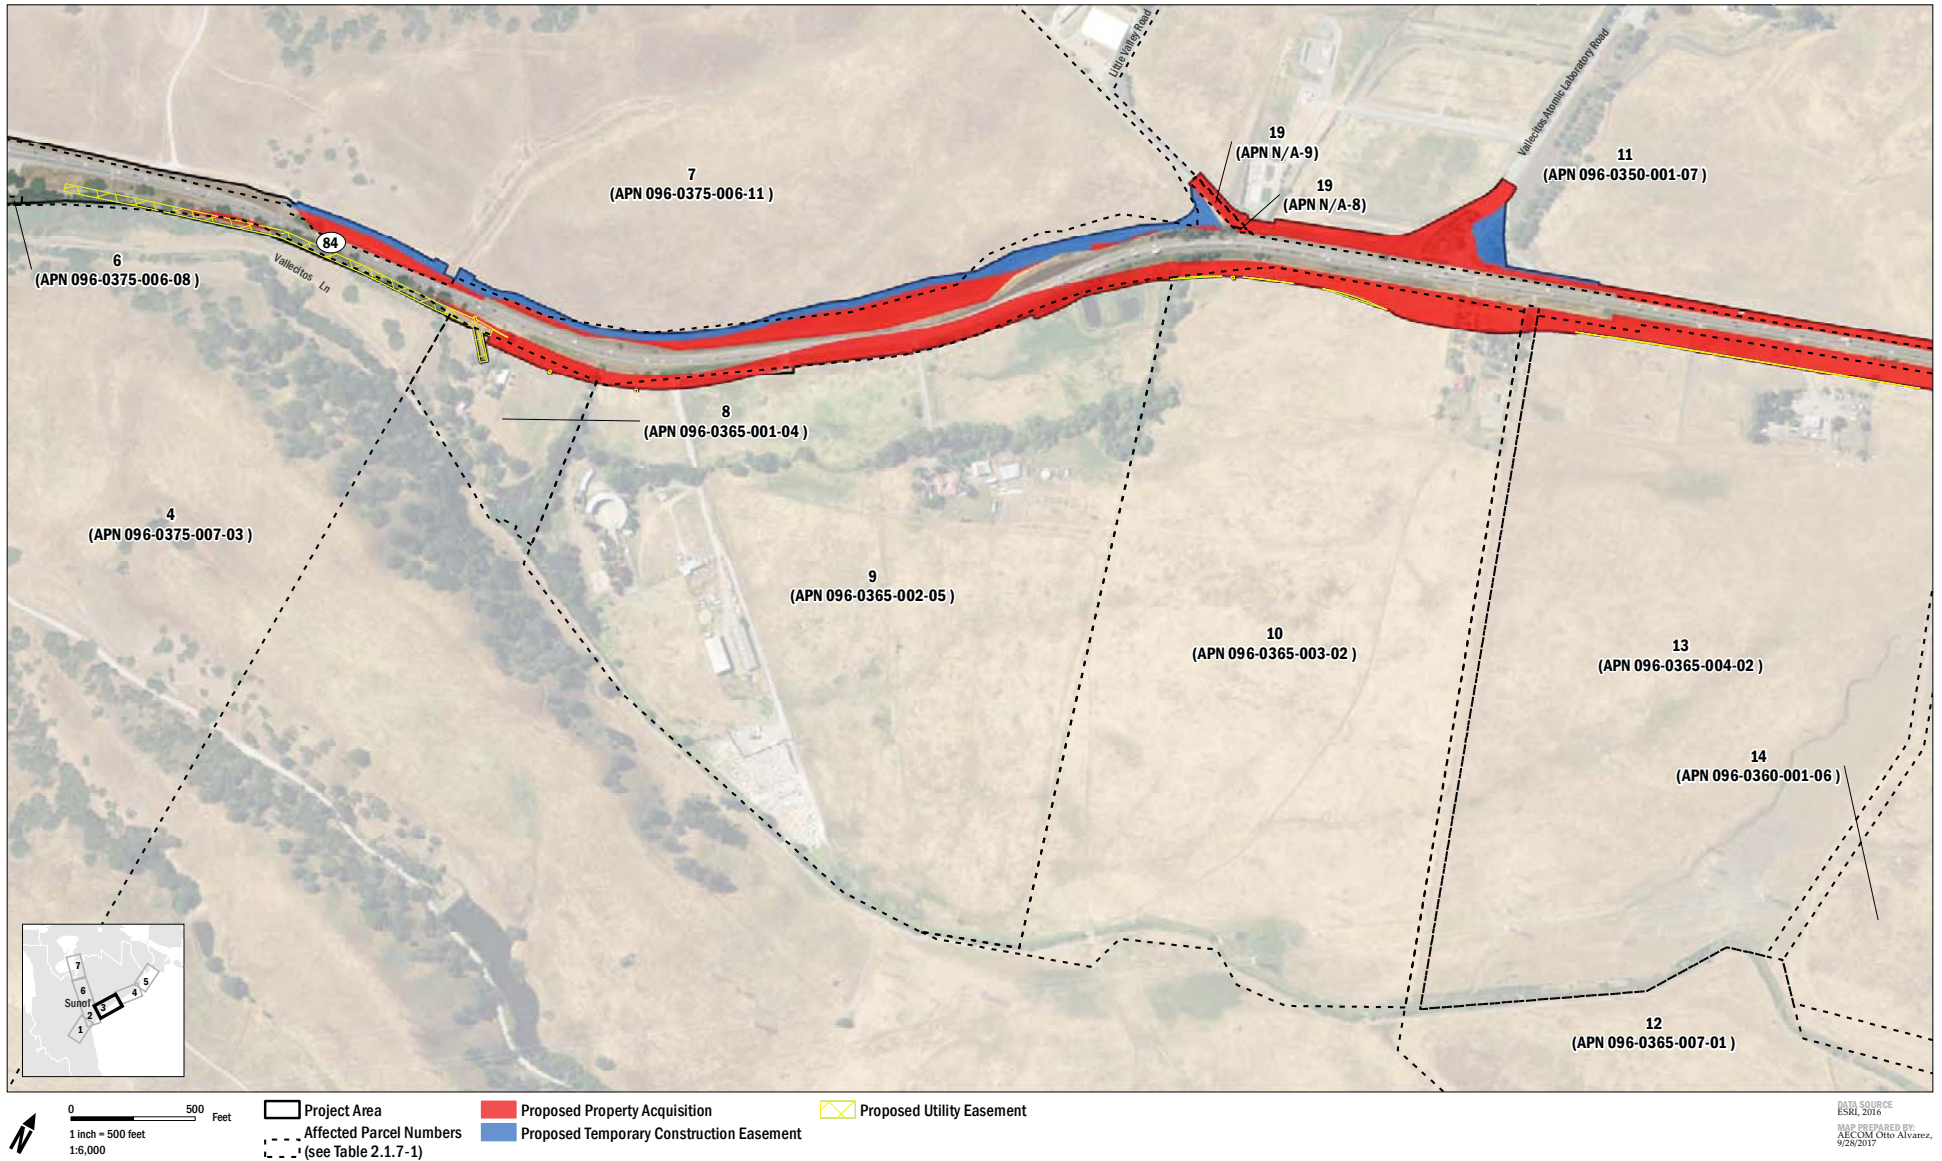 Little Valley Road
Vallecitos Atomic Laboratory Road
19
(APN N/A-9)
11
(APN 096-0350-001-07 )
7
(APN 096-0375-006-11 )
19
(APN N/A-8)
84
6
(APN 096-0375-006-08 )
Vallecitos Ln
8
(APN 096-0365-001-04 )
4
(APN 096-0375-007-03 )
9
(APN 096-0365-002-05 )
10
(APN 096-0365-003-02 )
13
(APN 096-0365-004-02 )
14
(APN 096-0360-001-06 )
12
(APN 096-0365-007-01 )
7
6
5
4
Sunol
3
2
1
N
0 500 Feet
1 inch = 500 feet
1:6,000
Project Area
Affected Parcel Numbers
(see Table 2.1.7-1)
Proposed Property Acquisition
Proposed Temporary Construction Easement
Proposed Utility Easement
DATA SOURCE
ESRI, 2016
MAP PREPARED BY:
AECOM Otto Alvarez,
9/28/2017